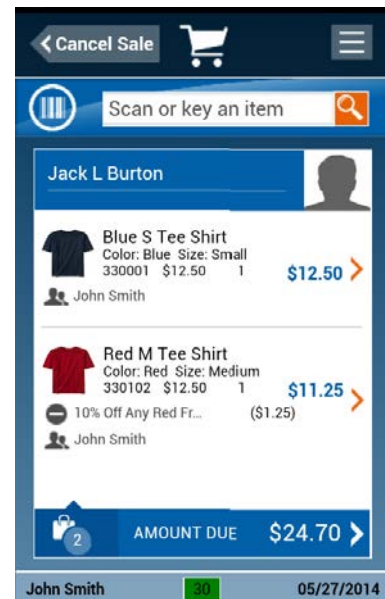 Cancel Sale
Scan or key an item
Jack L Burton
Blue S Tee Shirt
Color: Blue Size: Small
330001 $12.50 1 $12.50
John Smith
Red M Tee Shirt
Color: Red Size: Medium
330102 $12.50 1 $11.25
10% Off Any Red Fr... ($1.25)
John Smith
2 AMOUNT DUE $24.70
John Smith 30 05/27/2014